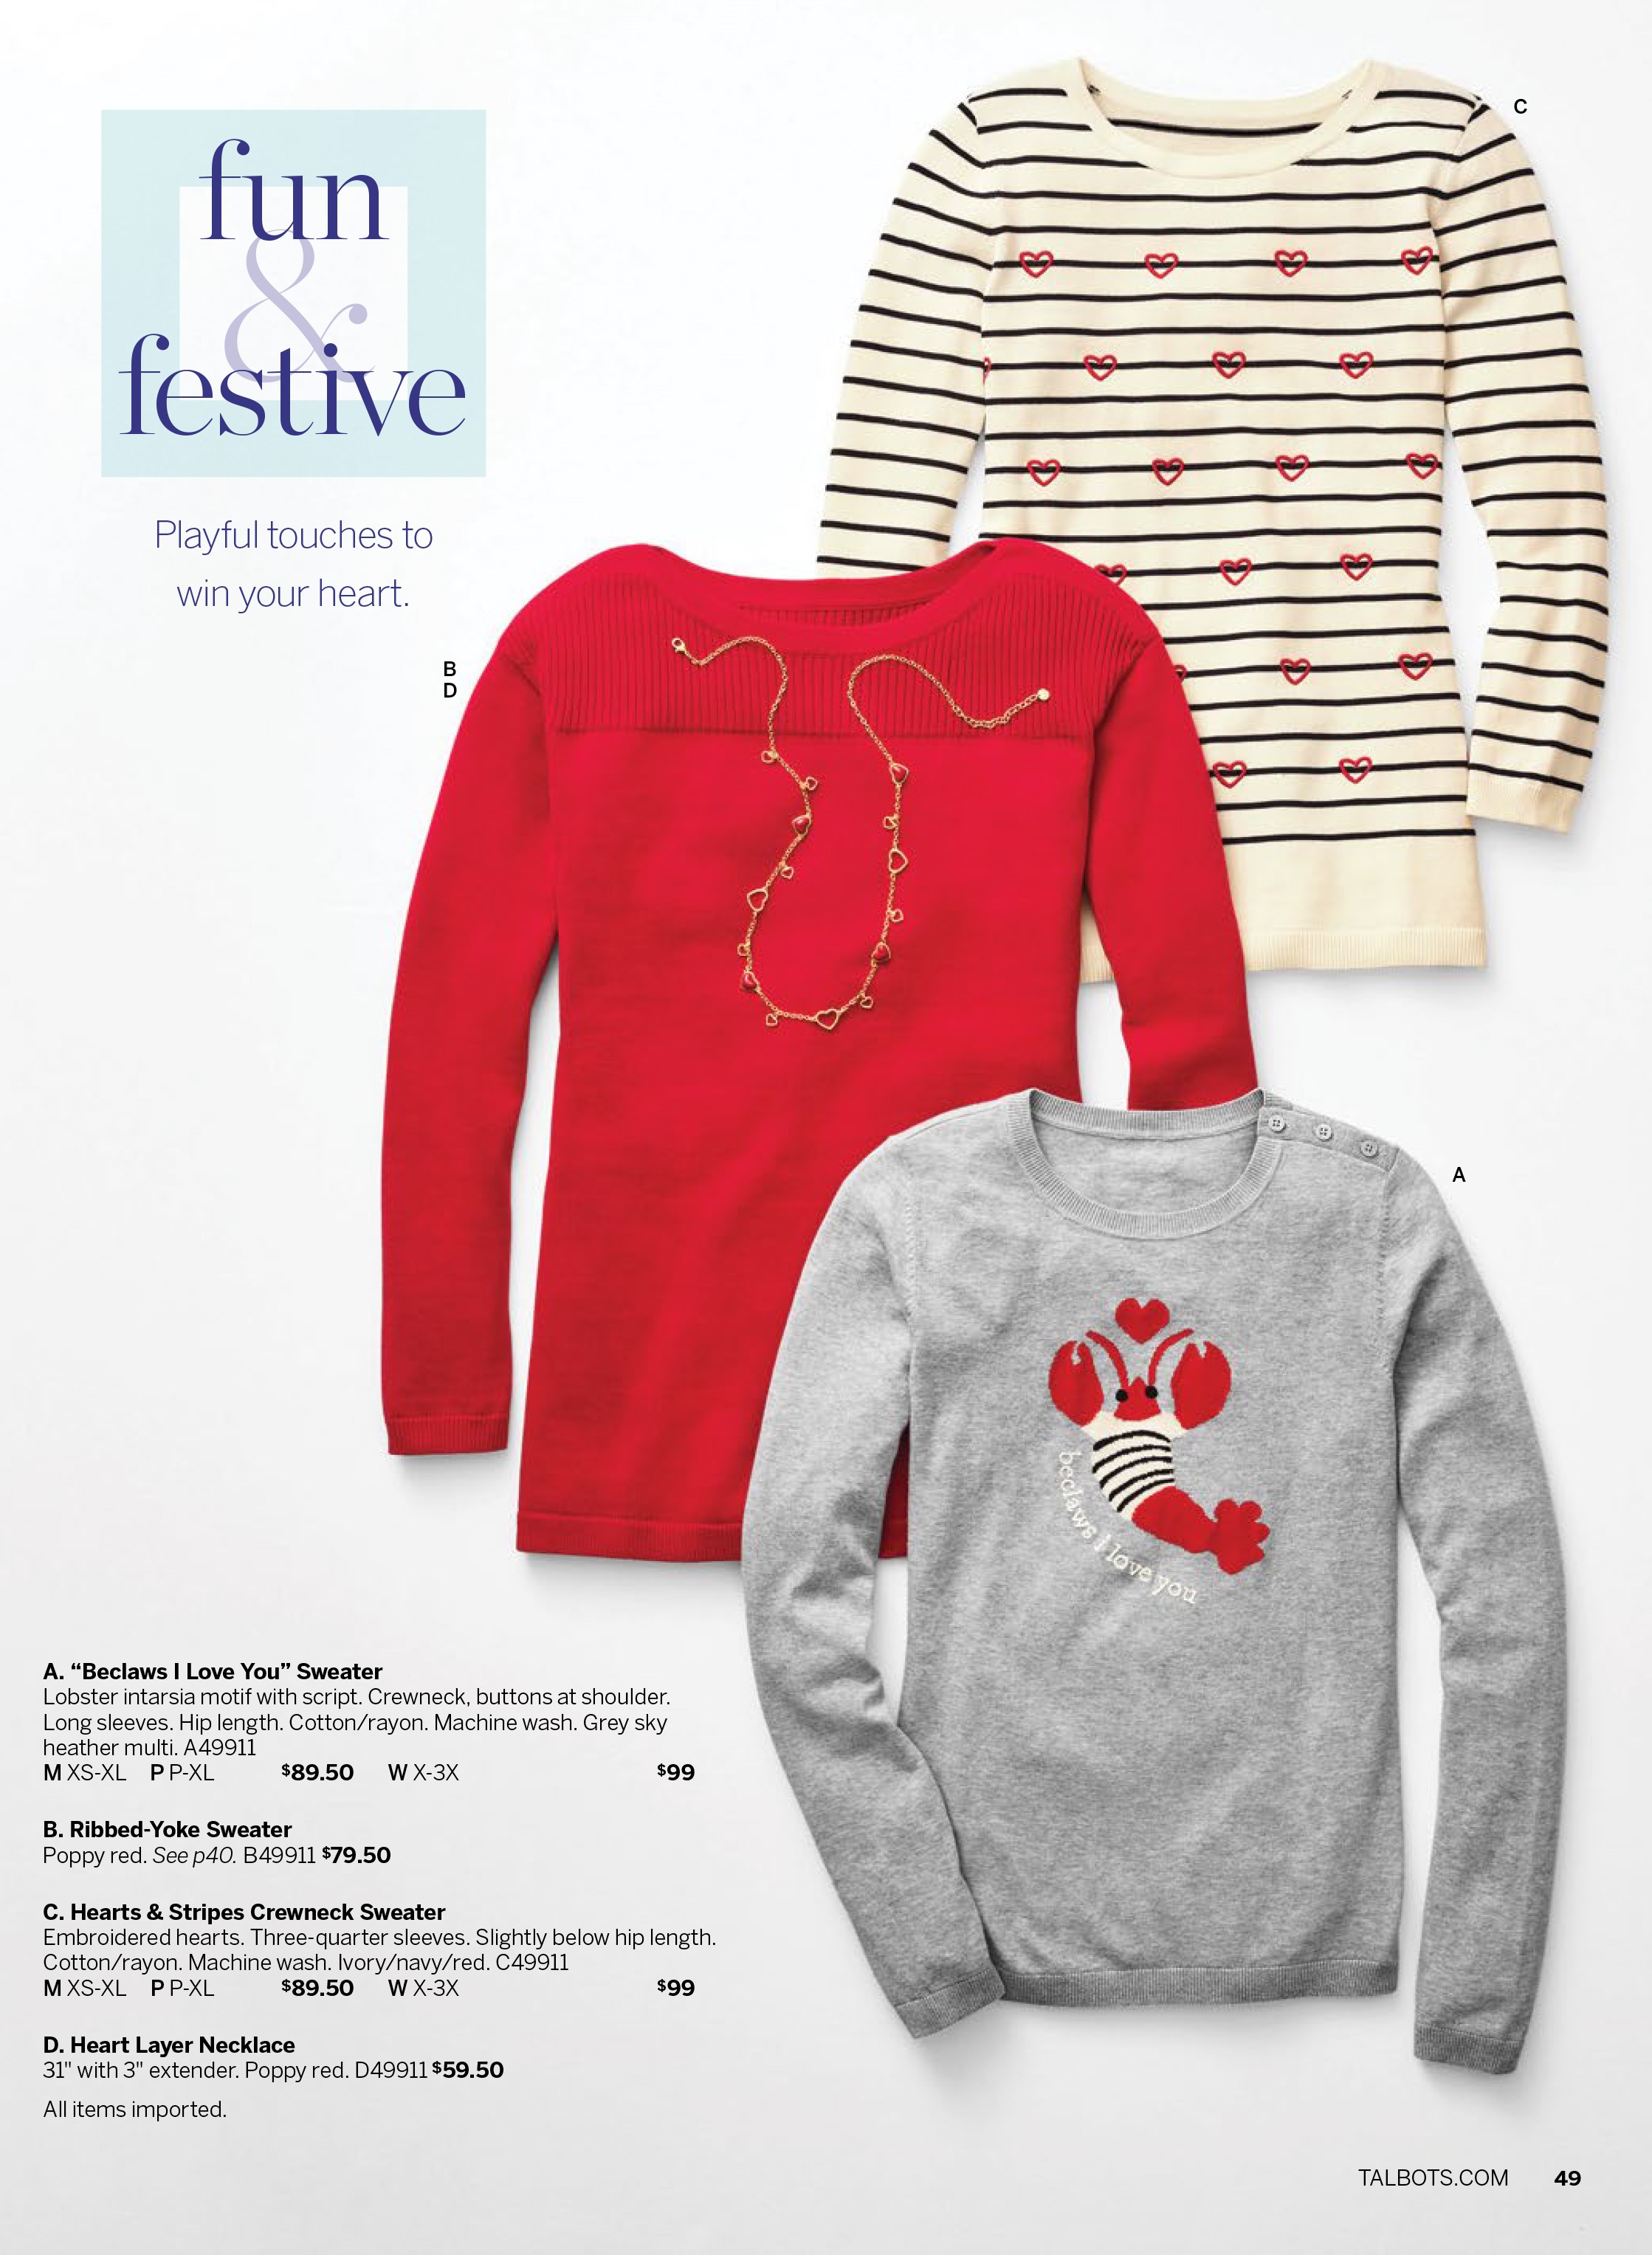 fun
&
festive
Playful touches to
win your heart.
C
B
D
A
beclaws i love you
A. “Beclaws I Love You” Sweater
Lobster intarsia motif with script. Crewneck, buttons at shoulder.
Long sleeves. Hip length. Cotton/rayon. Machine wash. Grey sky
heather multi. A49911
M XS-XL P P-XL $89.50 W X-3X $99
B. Ribbed-Yoke Sweater
Poppy red. See p40. B49911 $79.50
C. Hearts & Stripes Crewneck Sweater
Embroidered hearts. Three-quarter sleeves. Slightly below hip length.
Cotton/rayon. Machine wash. Ivory/navy/red. C49911
M XS-XL P P-XL $89.50 W X-3X $99
D. Heart Layer Necklace
31" with 3" extender. Poppy red. D49911 $59.50
All items imported.
TALBOTS.COM 49